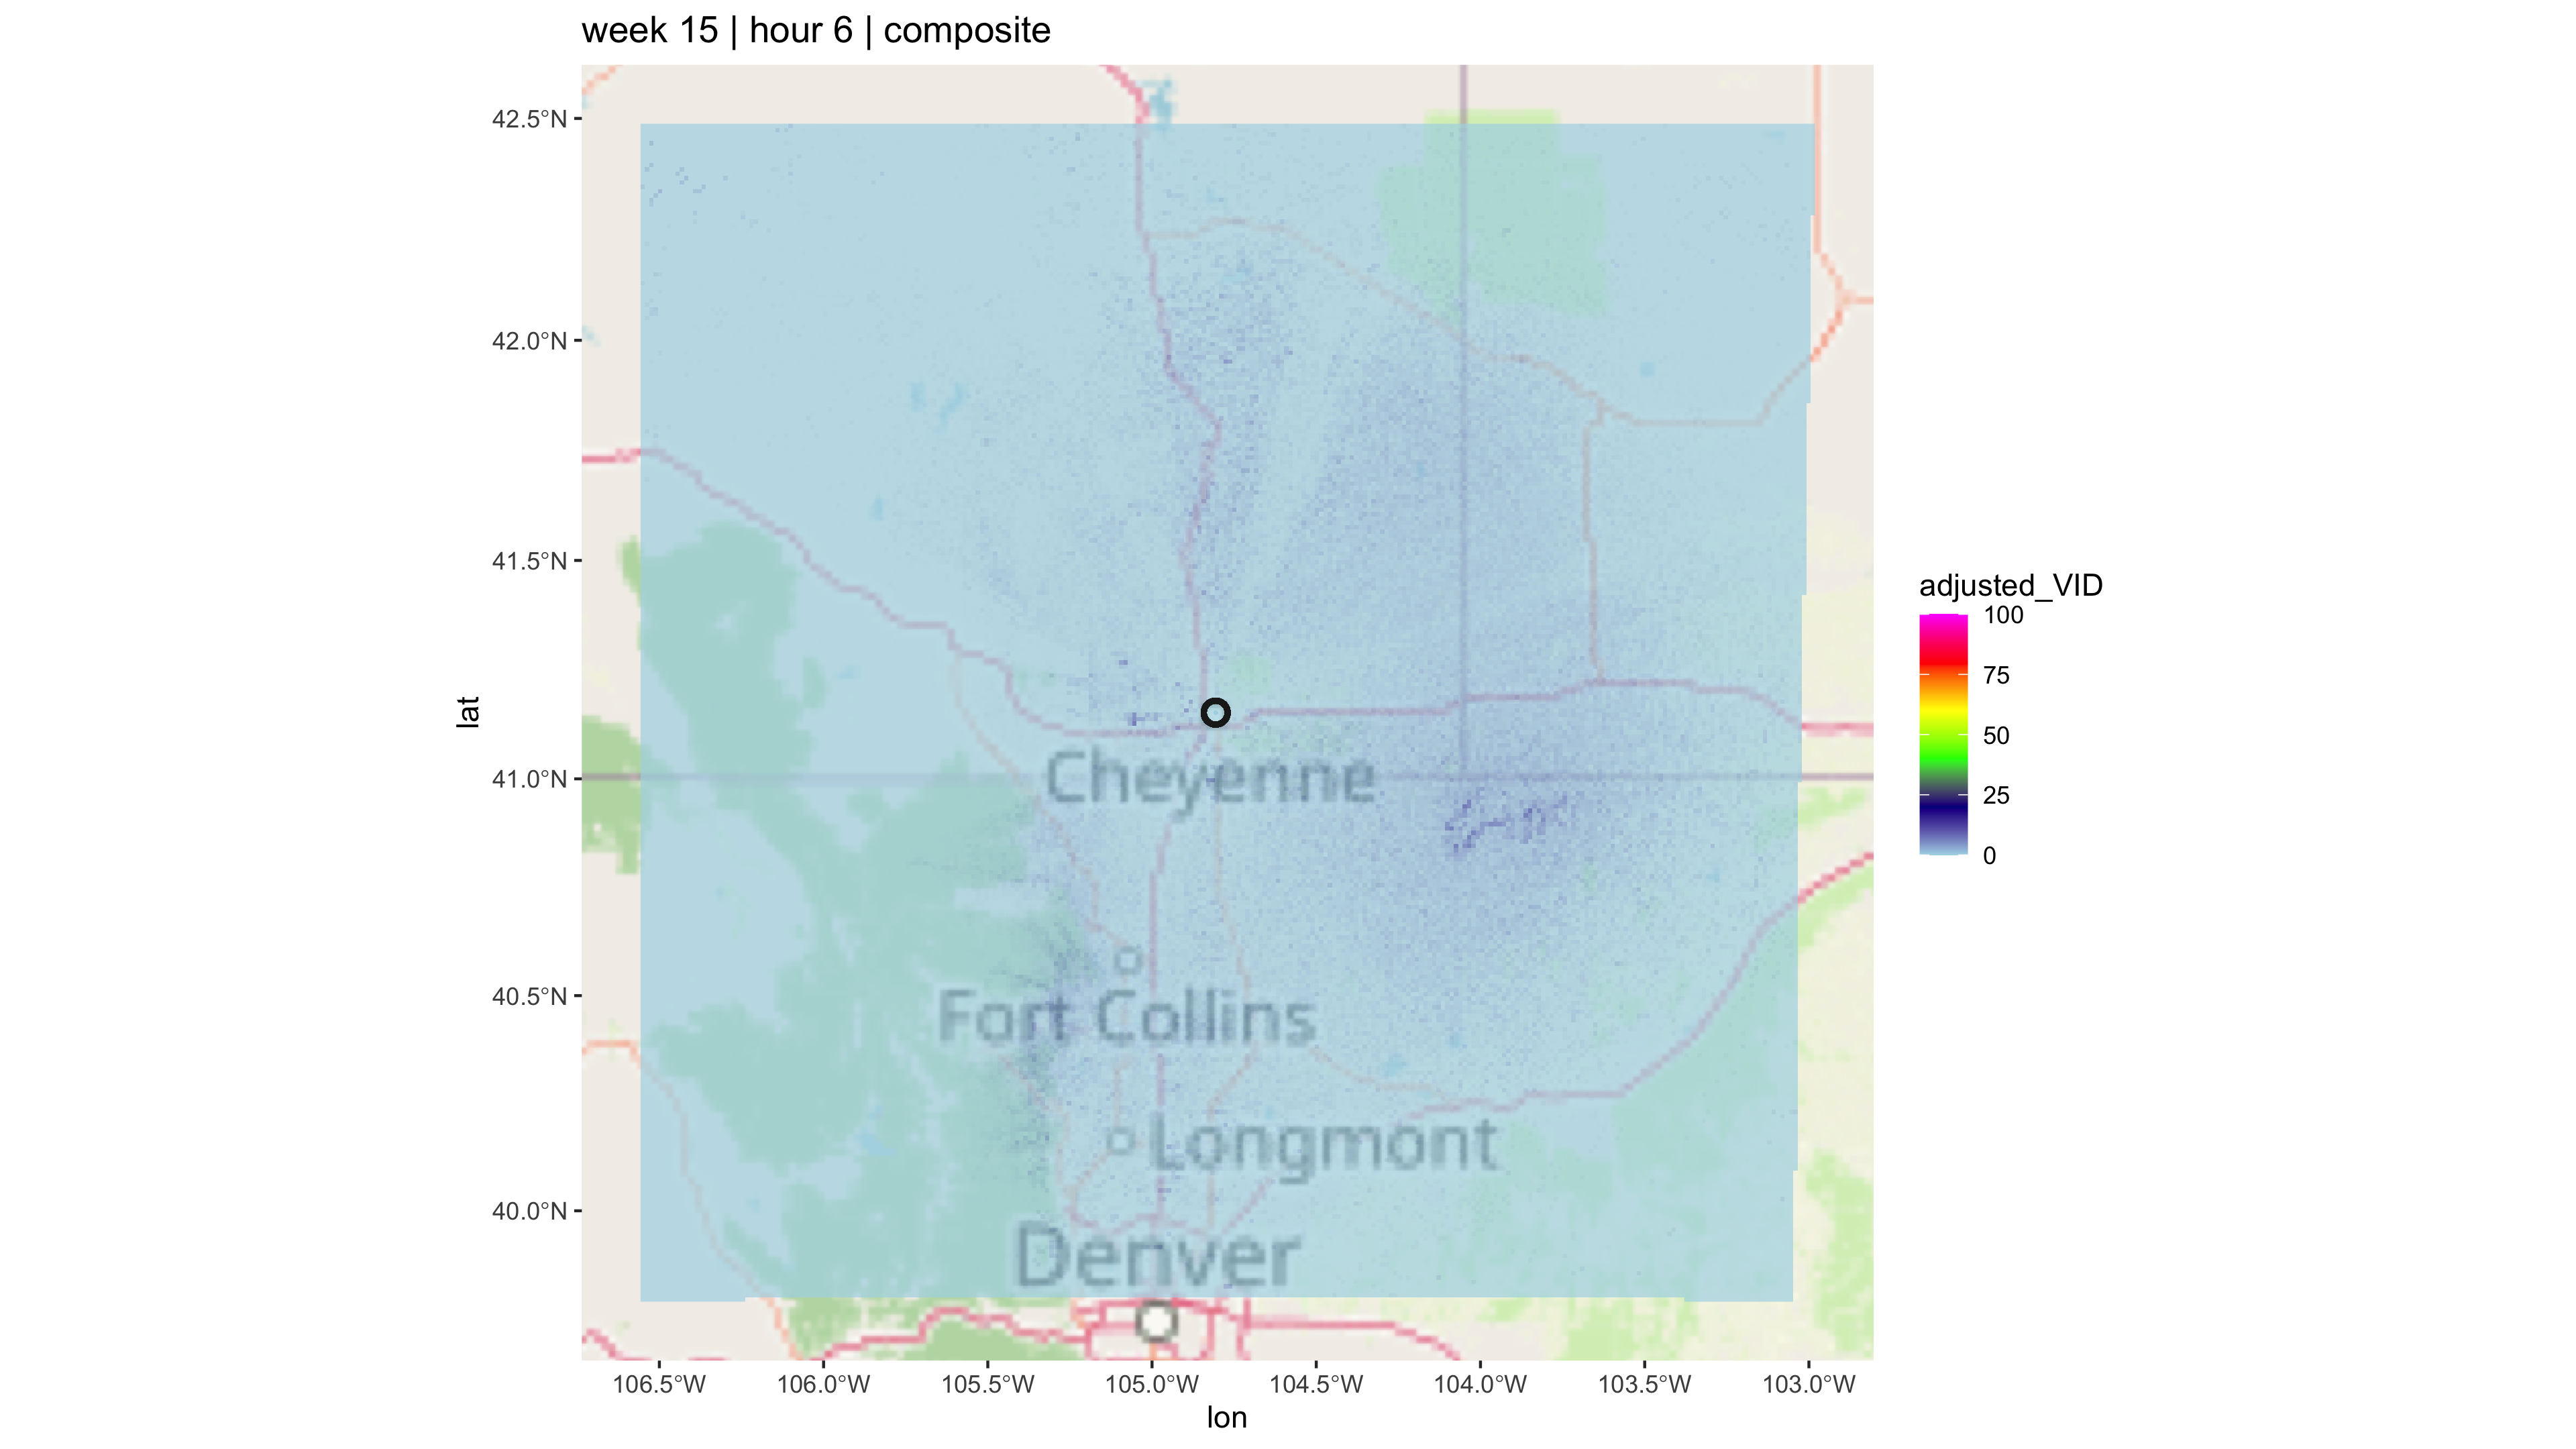 week 15 | hour 6 | composite
42.5°N
42.0°N
41.5°N
41.0°N
40.5°N
40.0°N
lat
Cheyenne
Fort Collins
Longmont
Denver
106.5°W 106.0°W 105.5°W 105.0°W 104.5°W 104.0°W 103.5°W 103.0°W
lon
adjusted_VID
100
75
50
25
0